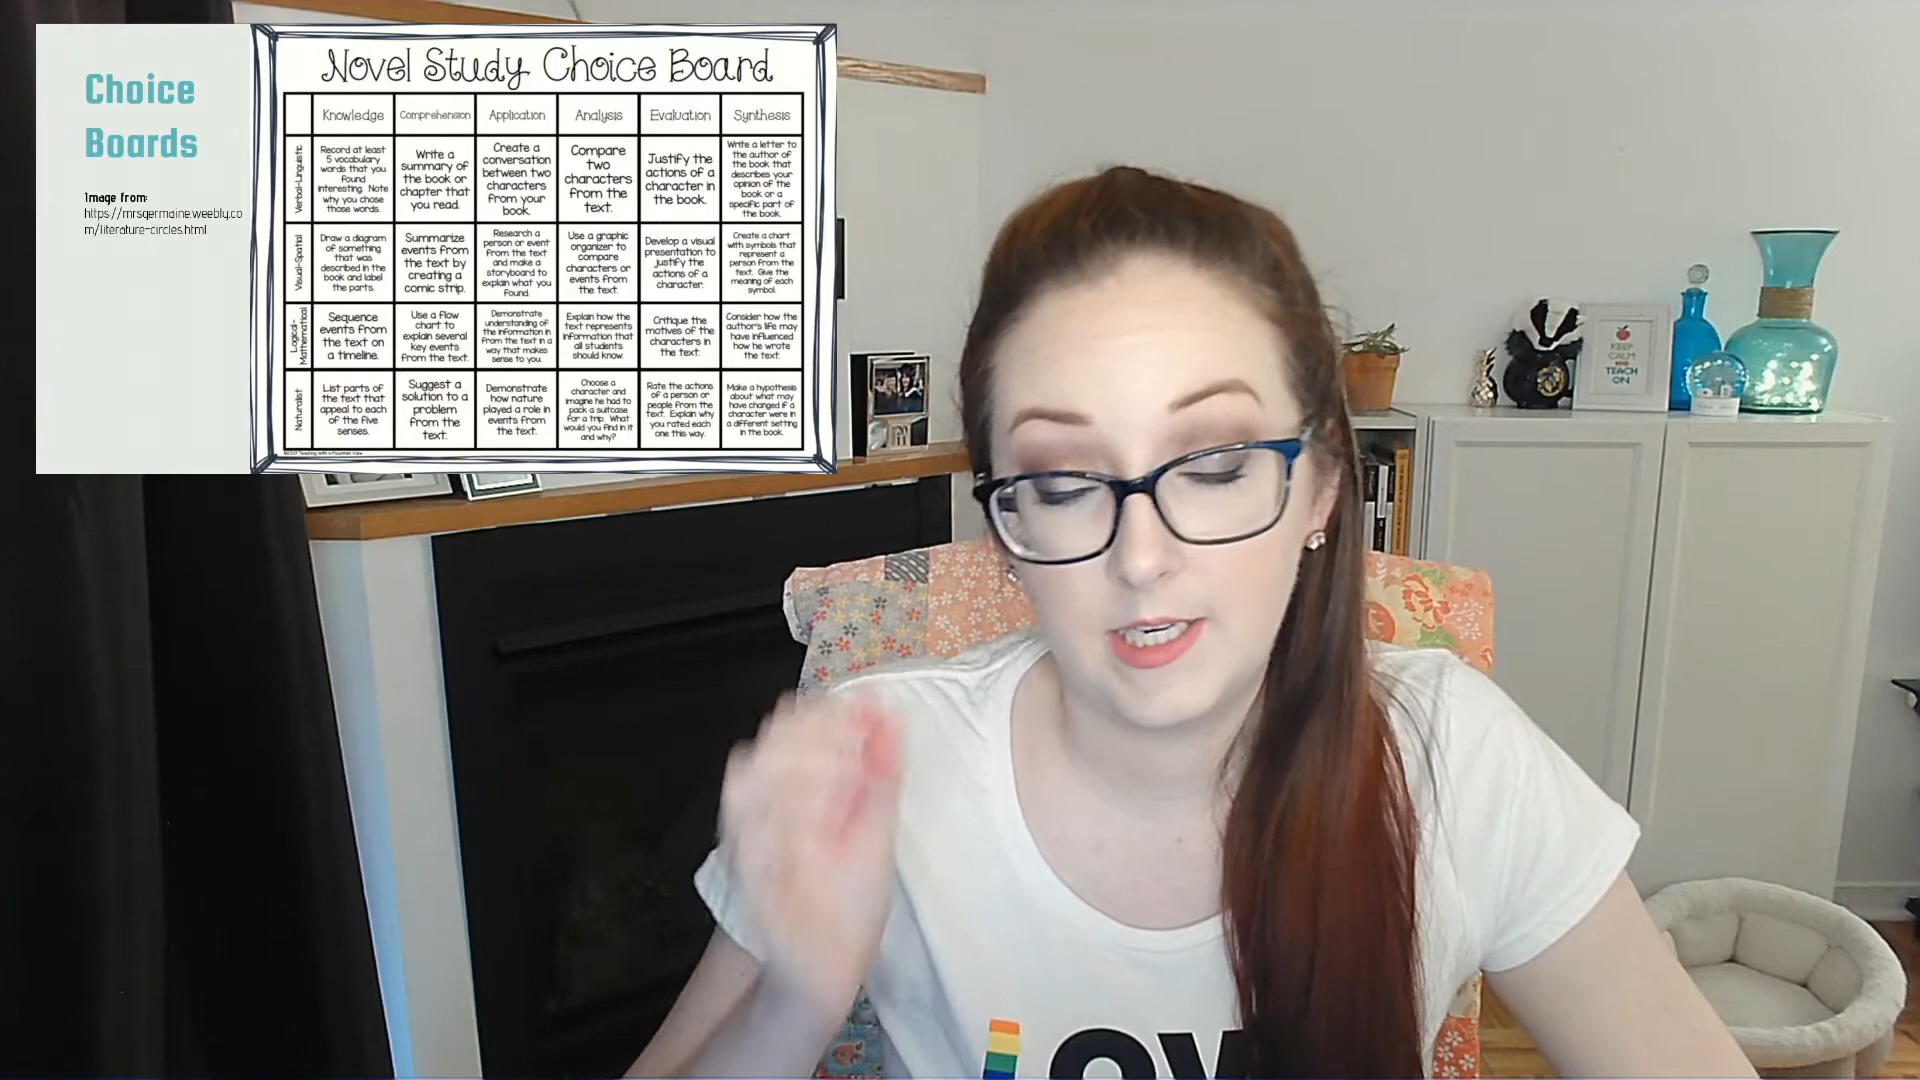 Choice
Boards
Image from:
https://mrsgermaine.weebly.co
m/literature-circles.html
Novel Study Choice Board
Knowledge
Comprehension
Application
Analysis
Evaluation
Synthesis
Verbal-Linguistic
Record at least
5 vocabulary
words that you
found
interesting. Note
why you chose
those words.
Write a
summary of
the book or
chapter that
you read.
Create a
conversation
between two
characters
from your
book.
Compare
two
characters
from the
text.
Justify the
actions of a
character in
the book.
Write a letter to
the author of
the book that
describes your
opinion of the
book or a
specific part of
the book.
Visual-Spatial
Draw a diagram
of something
that was
described in the
book and label
the parts.
Summarize
events from
the text by
creating a
comic strip.
Research a
person or event
from the text
and make a
storyboard to
explain what you
found.
Use a graphic
organizer to
compare
characters or
events from
the text.
Develop a visual
presentation to
justify the
actions of a
character.
Create a chart
with symbols that
represent a
person from the
text. Give the
meaning of each
symbol.
Logical-
Mathematical
Sequence
events from
the text on
a timeline.
Use a flow
chart to
explain several
key events
from the text.
Demonstrate
understanding of
the information in
from the text in a
way that makes
sense to you.
Explain how the
text represents
information that
all students
should know.
Critique the
motives of the
characters in
the text.
Consider how the
author's life may
have influenced
how he wrote
the text.
Naturalist
List parts of
the text that
appeal to each
of the five
senses.
Suggest a
solution to a
problem
from the
text.
Demonstrate
how nature
played a role in
events from
the text.
Choose a
character and
imagine he had to
pack a suitcase
for a trip. What
would you find in it
and why?
Rate the actions
of a person or
people from the
text. Explain why
you rated each
one this way.
Make a hypothesis
about what may
have changed if a
character were in
a different setting
in the book.
Teaching with a Mountain View
KEEP
CALM
AND
TEACH
ON